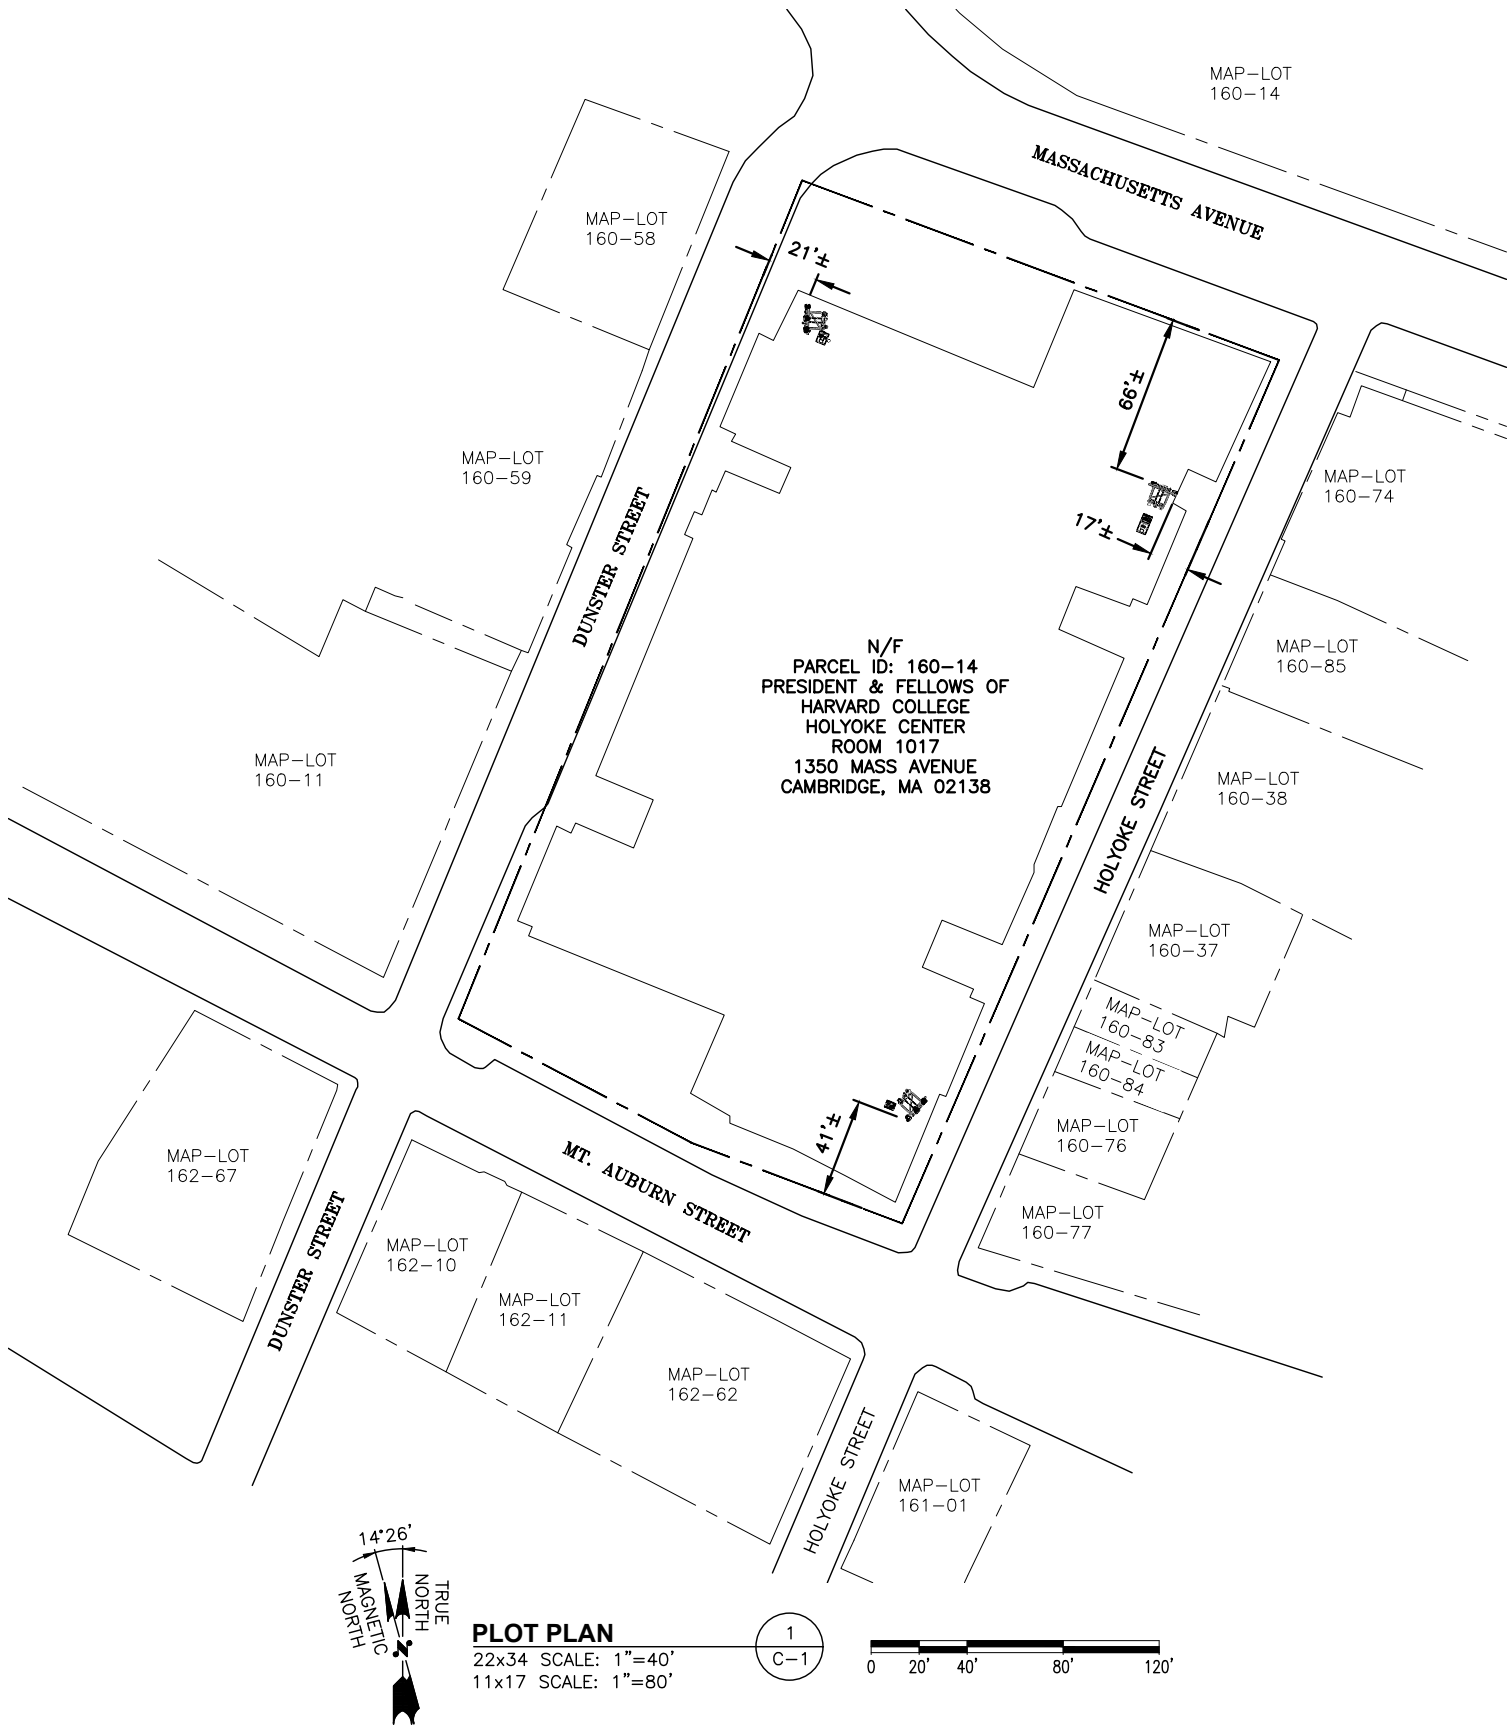 MAP-LOT
160-14
MASSACHUSETTS AVENUE
MAP-LOT
160-58
21'±
66'±
MAP-LOT
160-59
MAP-LOT
160-74
17'±
DUNSTER STREET
N/F
PARCEL ID: 160-14
PRESIDENT & FELLOWS OF
HARVARD COLLEGE
HOLYOKE CENTER
ROOM 1017
1350 MASS AVENUE
CAMBRIDGE, MA 02138
MAP-LOT
160-85
MAP-LOT
160-11
MAP-LOT
160-38
HOLYOKE STREET
MAP-LOT
160-37
MAP-LOT
160-83
MAP-LOT
160-84
MAP-LOT
160-76
41'±
MAP-LOT
162-67
MT. AUBURN STREET
MAP-LOT
160-77
DUNSTER STREET
MAP-LOT
162-10
MAP-LOT
162-11
MAP-LOT
162-62
HOLYOKE STREET
MAP-LOT
161-01
14°26'
TRUE
NORTH
MAGNETIC
NORTH
N
PLOT PLAN
22x34 SCALE: 1"=40'
11x17 SCALE: 1"=80'
1
C-1
0 20' 40' 80' 120'